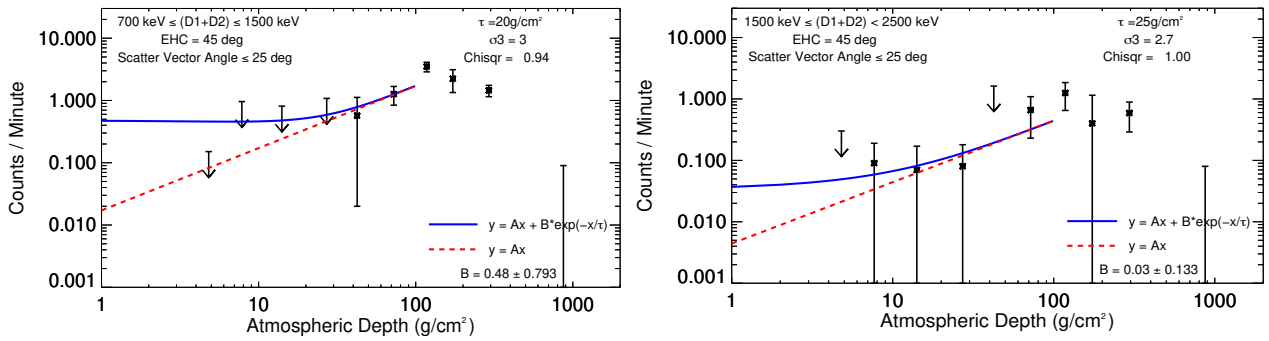 700 keV ≤ (D1+D2) ≤ 1500 keV
EHC = 45 deg
Scatter Vector Angle ≤ 25 deg
τ =20g/cm²
σ3 = 3
Chisqr = 0.94
10.000
1.000
0.100
0.010
0.001
Counts / Minute
y = Ax + B*exp(−x/τ)
y = Ax
B = 0.48 ± 0.793
1
10
100
1000
Atmospheric Depth (g/cm²)
1500 keV ≤ (D1+D2) < 2500 keV
EHC = 45 deg
Scatter Vector Angle ≤ 25 deg
τ =25g/cm²
σ3 = 2.7
Chisqr = 1.00
10.000
1.000
0.100
0.010
0.001
Counts / Minute
y = Ax + B*exp(−x/τ)
y = Ax
B = 0.03 ± 0.133
1
10
100
1000
Atmospheric Depth (g/cm²)